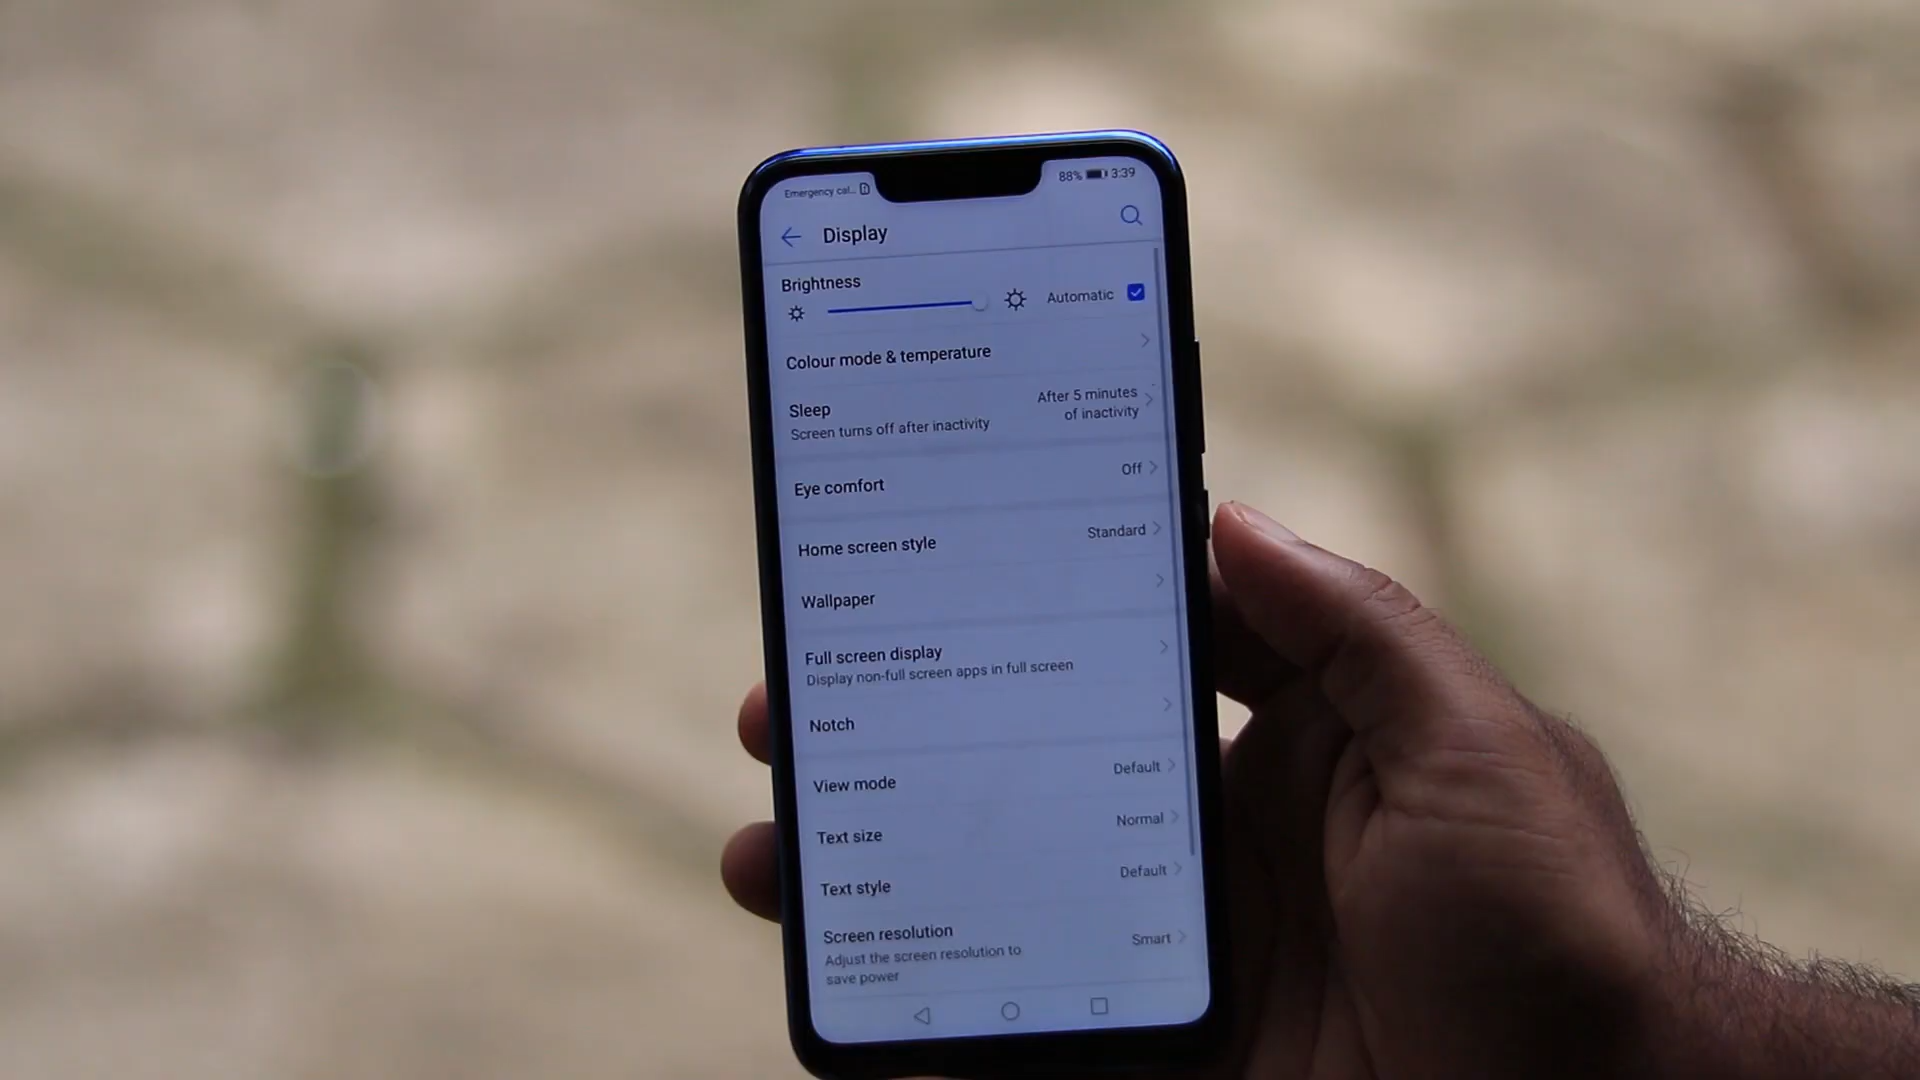 Emergency cal... 88% 3:39
Display
Brightness
Automatic
Colour mode & temperature
Sleep
Screen turns off after inactivity
After 5 minutes
of inactivity
Eye comfort Off
Home screen style Standard
Wallpaper
Full screen display
Display non-full screen apps in full screen
Notch
View mode Default
Text size Normal
Text style Default
Screen resolution
Adjust the screen resolution to
save power
Smart